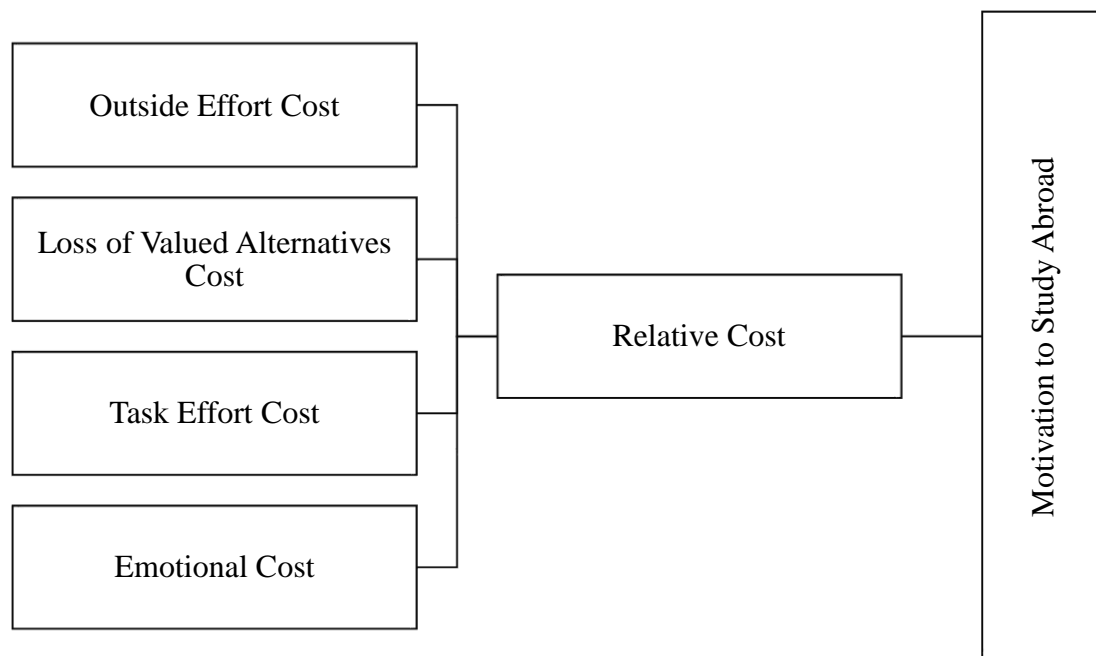 Outside Effort Cost
Loss of Valued Alternatives
Cost
Task Effort Cost
Emotional Cost
Relative Cost
Motivation to Study Abroad